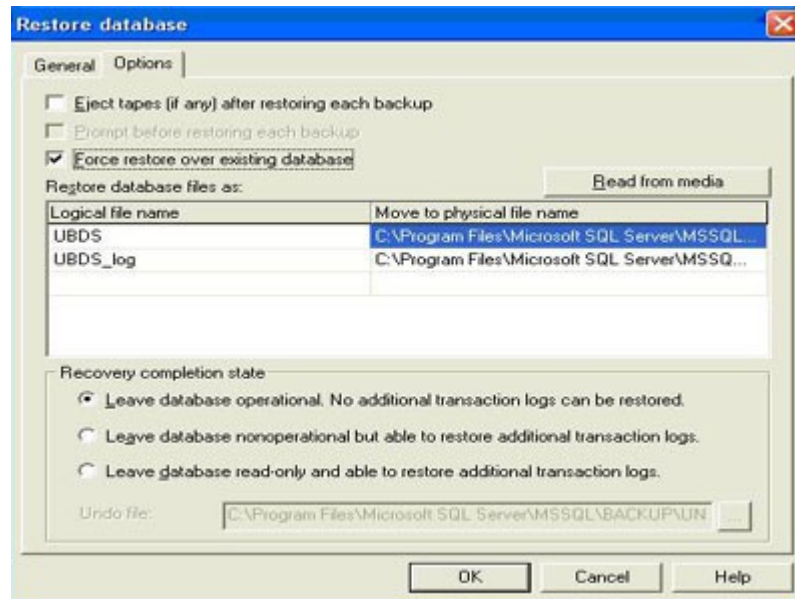 Restore database
General Options
Eject tapes (if any) after restoring each backup
Prompt before restoring each backup
Force restore over existing database
Restore database files as:
Read from media
Logical file name Move to physical file name
UBDS C:\Program Files\Microsoft SQL Server\MSSQL...
UBDS_log C:\Program Files\Microsoft SQL Server\MSSQ...
Recovery completion state
Leave database operational. No additional transaction logs can be restored.
Leave database nonoperational but able to restore additional transaction logs.
Leave database read-only and able to restore additional transaction logs.
Undo file: C:\Program Files\Microsoft SQL Server\MSSQL\BACKUP\UN ...
OK Cancel Help